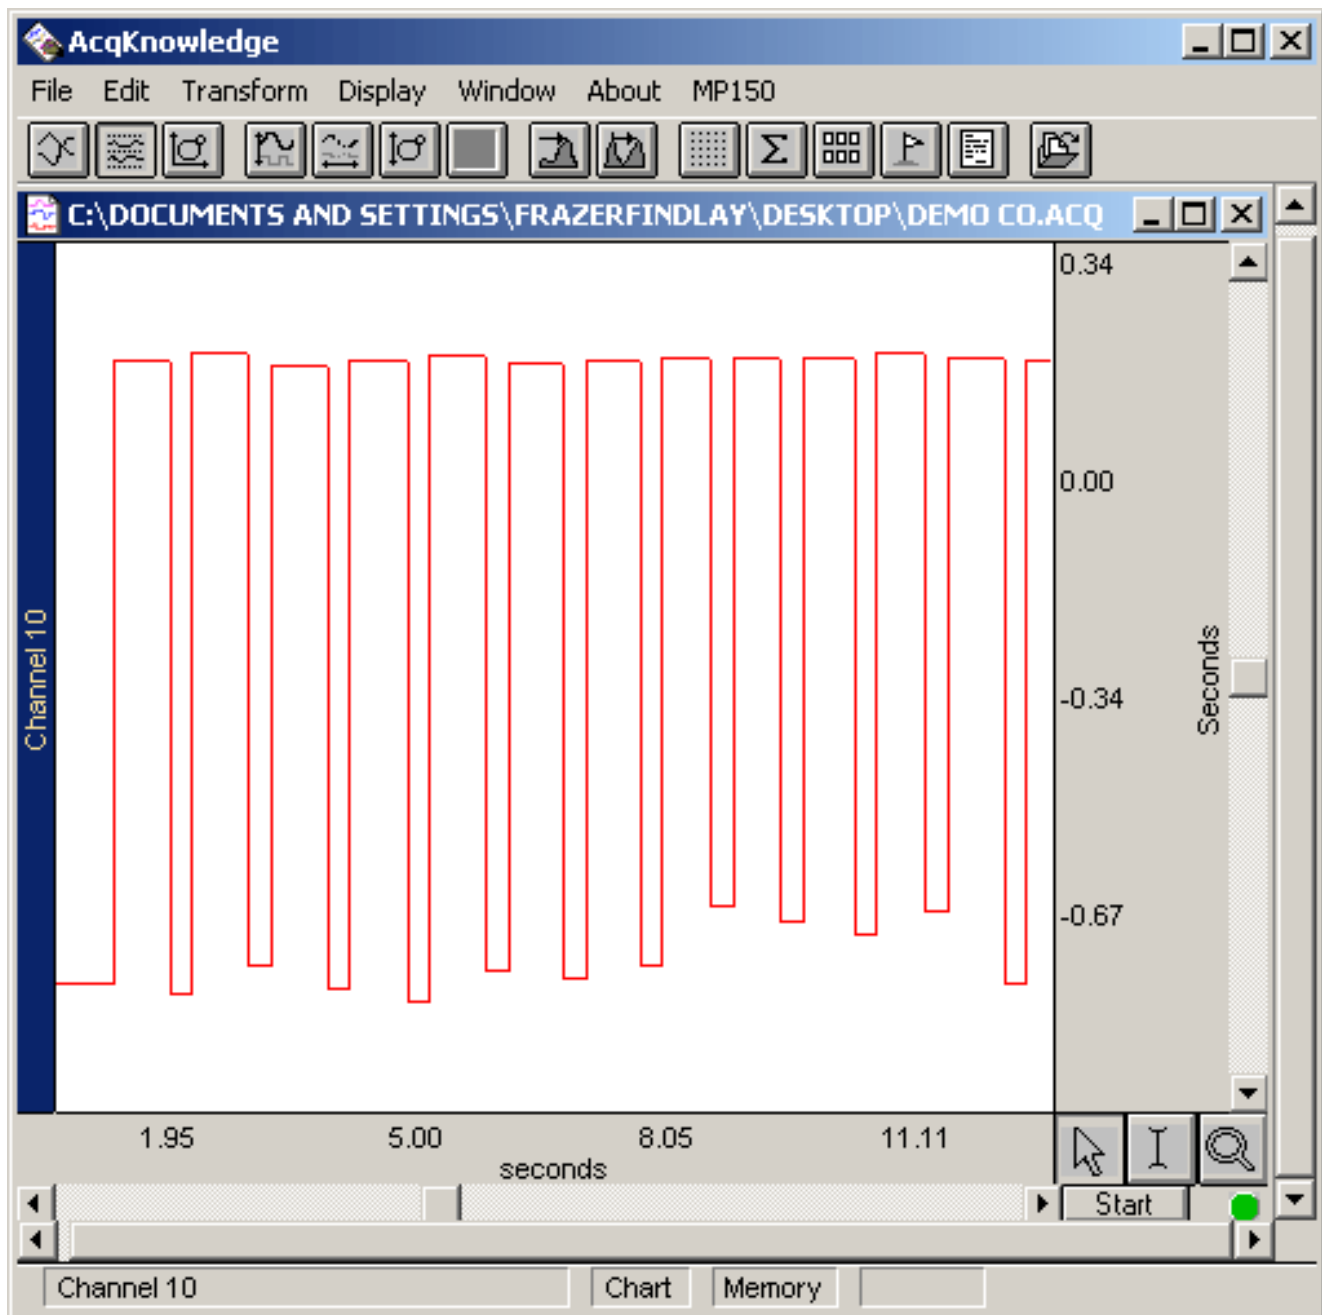 AcqKnowledge
File Edit Transform Display Window About MP150
C:\DOCUMENTS AND SETTINGS\FRAZERFINDLAY\DESKTOP\DEMO CO.ACQ
0.34
0.00
-0.34
-0.67
Seconds
Channel 10
1.95 5.00 8.05 11.11
seconds
Start
Channel 10 Chart Memory